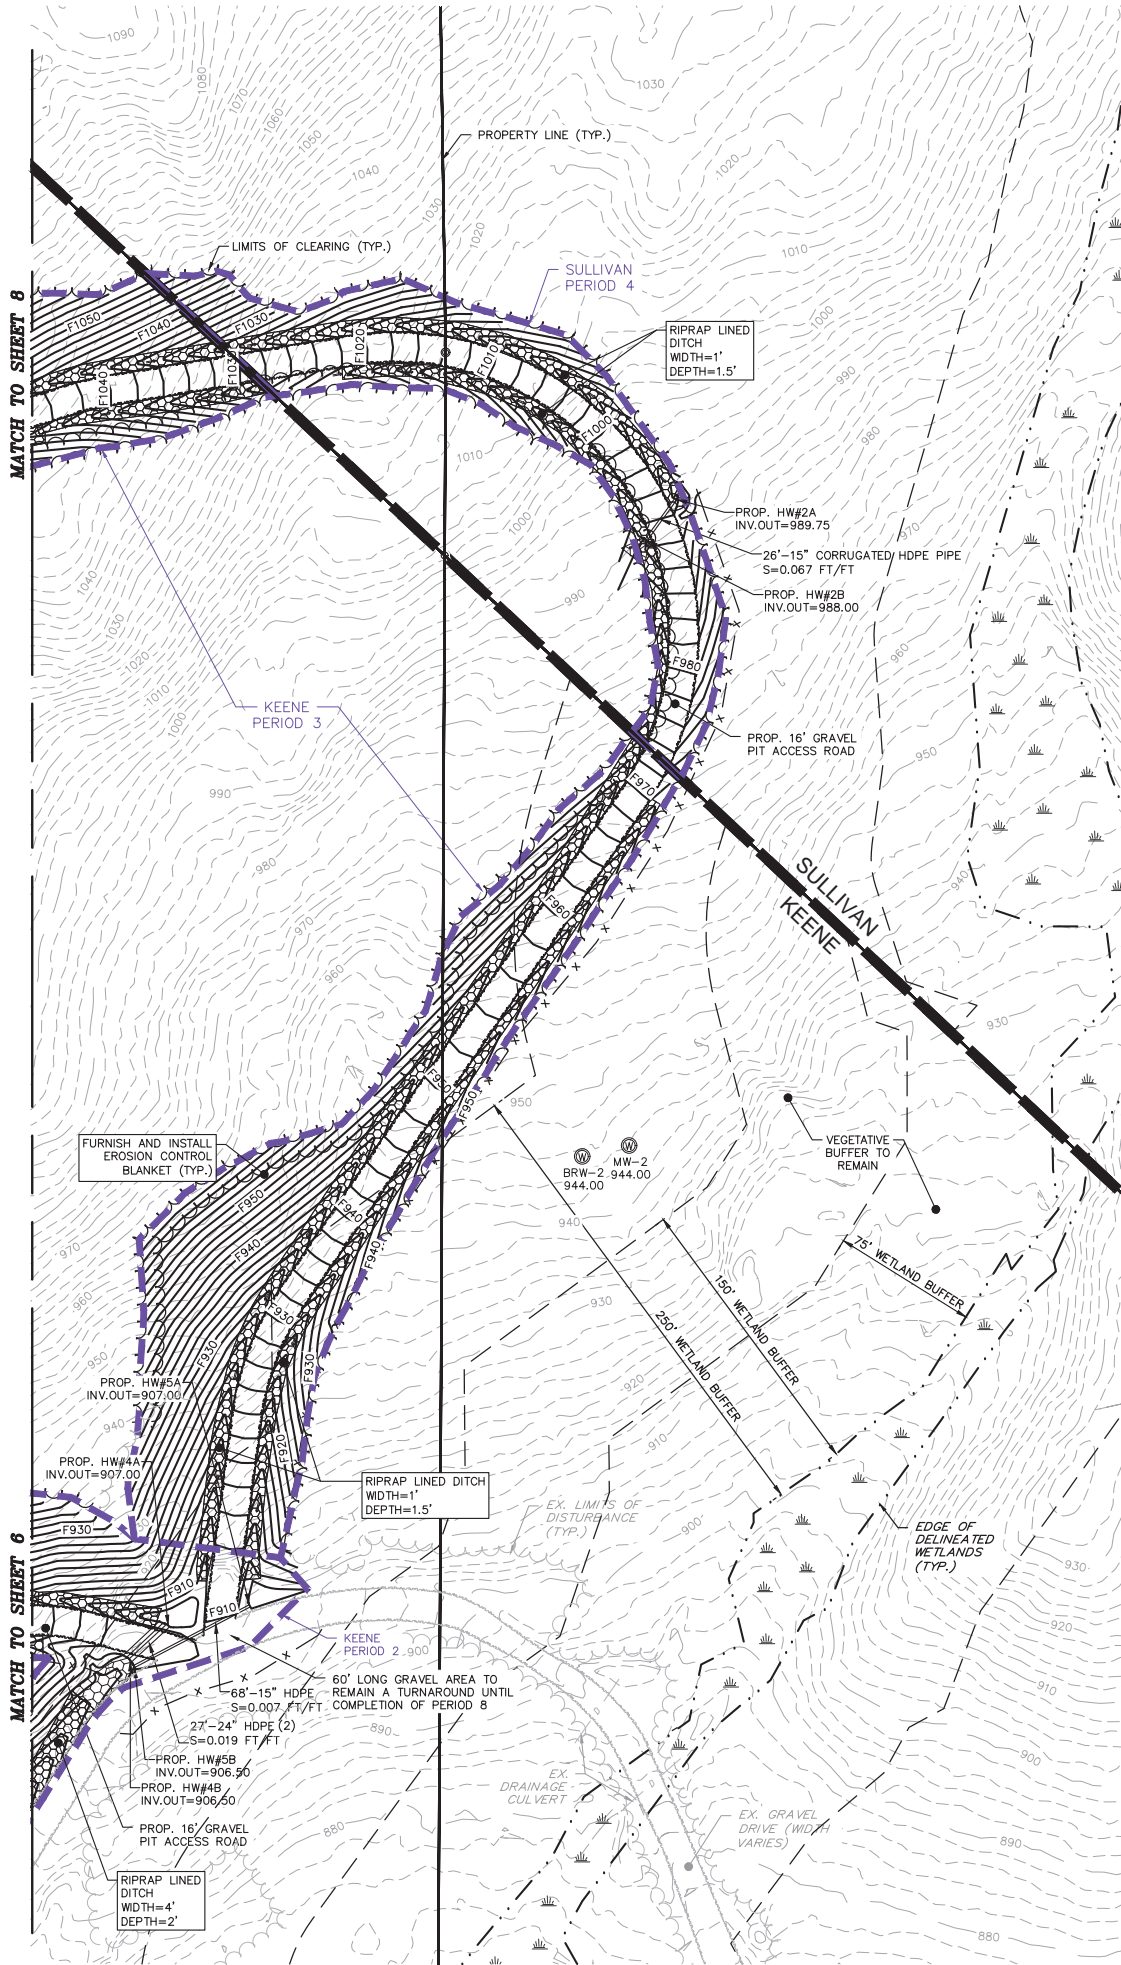 1090
1080
1070
1060
1050
1040
1030
1020
1030
1020
1010
1000
990
980
970
960
950
940
930
PROPERTY LINE (TYP.)
LIMITS OF CLEARING (TYP.)
SULLIVAN
PERIOD 4
MATCH TO SHEET 8
F1050
F1040
F1030
F1040
F1030
F1020
F1010
F1000
RIPRAP LINED
DITCH
WIDTH=1'
DEPTH=1.5'
1010
1000
990
PROP. HW#2A
INV.OUT=989.75
26'-15" CORRUGATED HDPE PIPE
S=0.067 FT/FT
PROP. HW#2B
INV.OUT=988.00
1040
1030
1020
1010
1000
990
980
970
960
F980
KEENE
PERIOD 3
PROP. 16' GRAVEL
PIT ACCESS ROAD
F970
F960
SULLIVAN
KEENE
F950
F950
950
FURNISH AND INSTALL
EROSION CONTROL
BLANKET (TYP.)
BRW-2
944.00
MW-2
944.00
VEGETATIVE
BUFFER TO
REMAIN
F950
F940
F940
F940
940
970
960
950
940
75' WETLAND BUFFER
150' WETLAND BUFFER
250' WETLAND BUFFER
F930
F930
F930
930
920
910
900
PROP. HW#5A
INV.OUT=907.00
F920
PROP. HW#4A
INV.OUT=907.00
RIPRAP LINED DITCH
WIDTH=1'
DEPTH=1.5'
EX. LIMITS OF
DISTURBANCE
(TYP.)
EDGE OF
DELINEATED
WETLANDS
(TYP.)
MATCH TO SHEET 6
F930
F910
F910
KEENE
PERIOD 2
900
60' LONG GRAVEL AREA TO
REMAIN A TURNAROUND UNTIL
COMPLETION OF PERIOD 8
68'-15" HDPE
S=0.007 FT/FT
27'-24" HDPE (2)
S=0.019 FT/FT
PROP. HW#5B
INV.OUT=906.50
PROP. HW#4B
INV.OUT=906.50
PROP. 16' GRAVEL
PIT ACCESS ROAD
RIPRAP LINED
DITCH
WIDTH=4'
DEPTH=2'
890
880
EX.
DRAINAGE
CULVERT
EX. GRAVEL
DRIVE (WIDTH
VARIES)
930
920
910
900
890
880